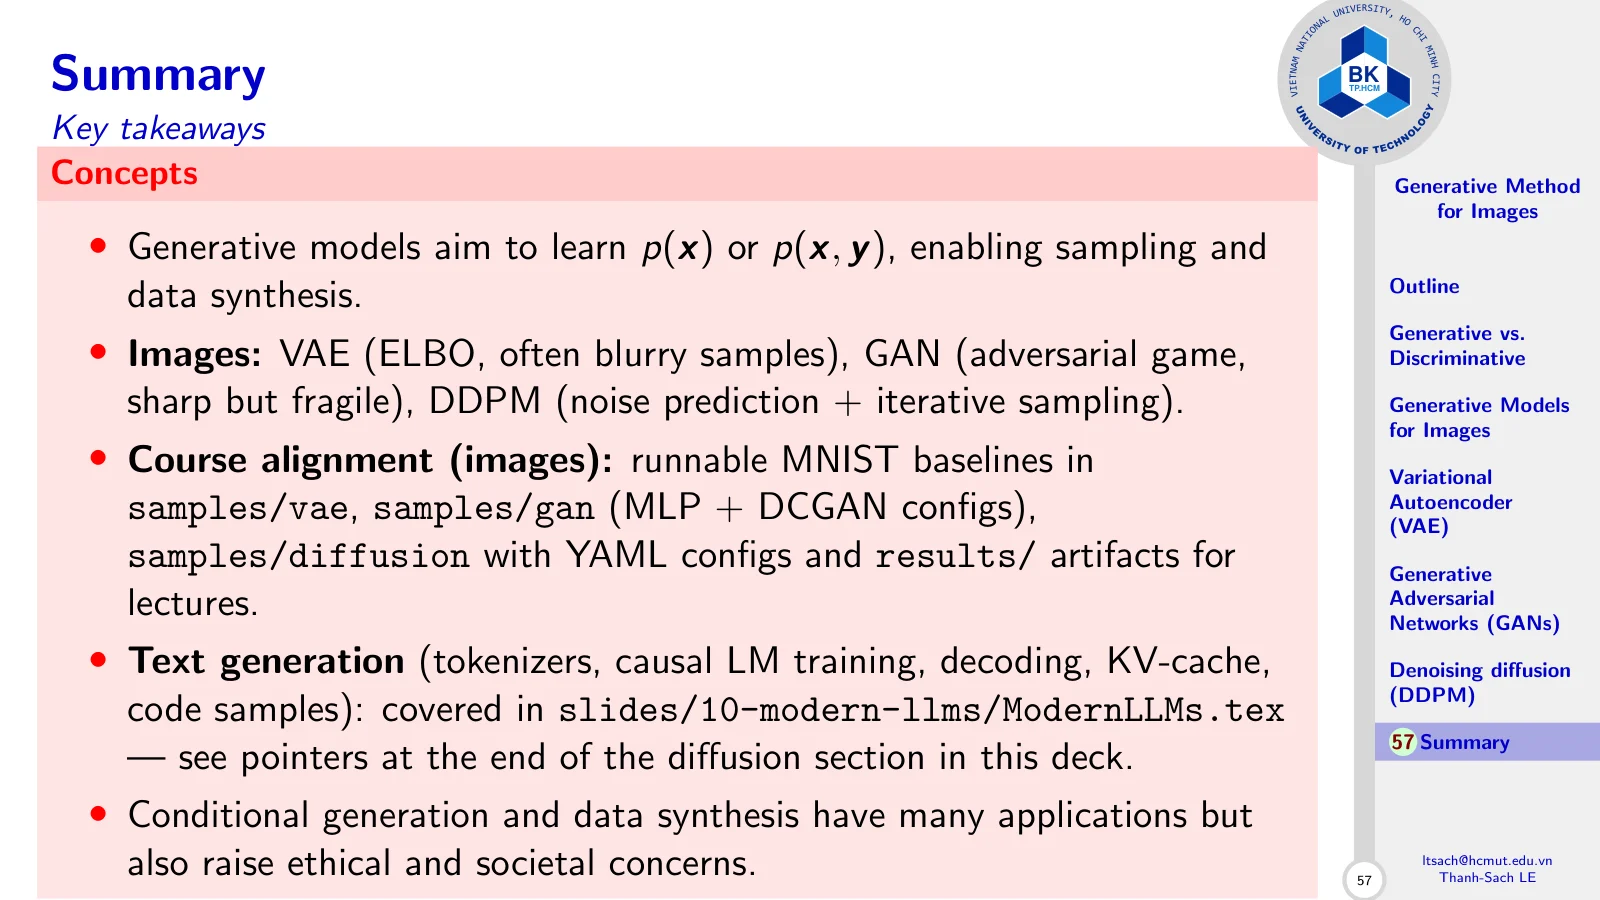 Summary
Key takeaways
Concepts
• Generative models aim to learn p(x) or p(x, y), enabling sampling and
data synthesis.
• Images: VAE (ELBO, often blurry samples), GAN (adversarial game,
sharp but fragile), DDPM (noise prediction + iterative sampling).
• Course alignment (images): runnable MNIST baselines in
samples/vae, samples/gan (MLP + DCGAN configs),
samples/diffusion with YAML configs and results/ artifacts for
lectures.
• Text generation (tokenizers, causal LM training, decoding, KV-cache,
code samples): covered in slides/10-modern-llms/ModernLLMs.tex
— see pointers at the end of the diffusion section in this deck.
• Conditional generation and data synthesis have many applications but
also raise ethical and societal concerns.
VIETNAM NATIONAL UNIVERSITY, HO CHI MINH CITY
BK
TP.HCM
UNIVERSITY OF TECHNOLOGY
Generative Method
for Images
Outline
Generative vs.
Discriminative
Generative Models
for Images
Variational
Autoencoder
(VAE)
Generative
Adversarial
Networks (GANs)
Denoising diffusion
(DDPM)
57 Summary
ltsach@hcmut.edu.vn
Thanh-Sach LE
57